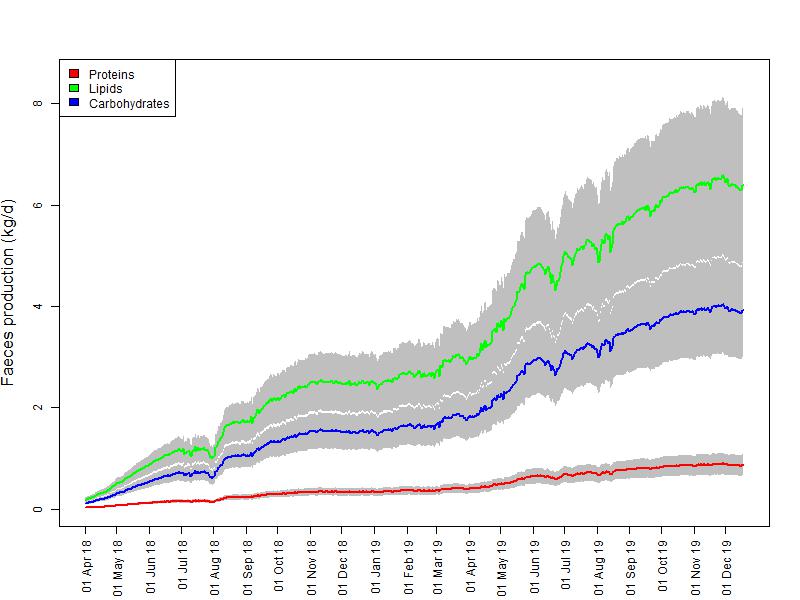 Proteins
Lipids
Carbohydrates
Faeces production (kg/d)
8
6
4
2
0
01 Apr 18
01 May 18
01 Jun 18
01 Jul 18
01 Aug 18
01 Sep 18
01 Oct 18
01 Nov 18
01 Dec 18
01 Jan 19
01 Feb 19
01 Mar 19
01 Apr 19
01 May 19
01 Jun 19
01 Jul 19
01 Aug 19
01 Sep 19
01 Oct 19
01 Nov 19
01 Dec 19